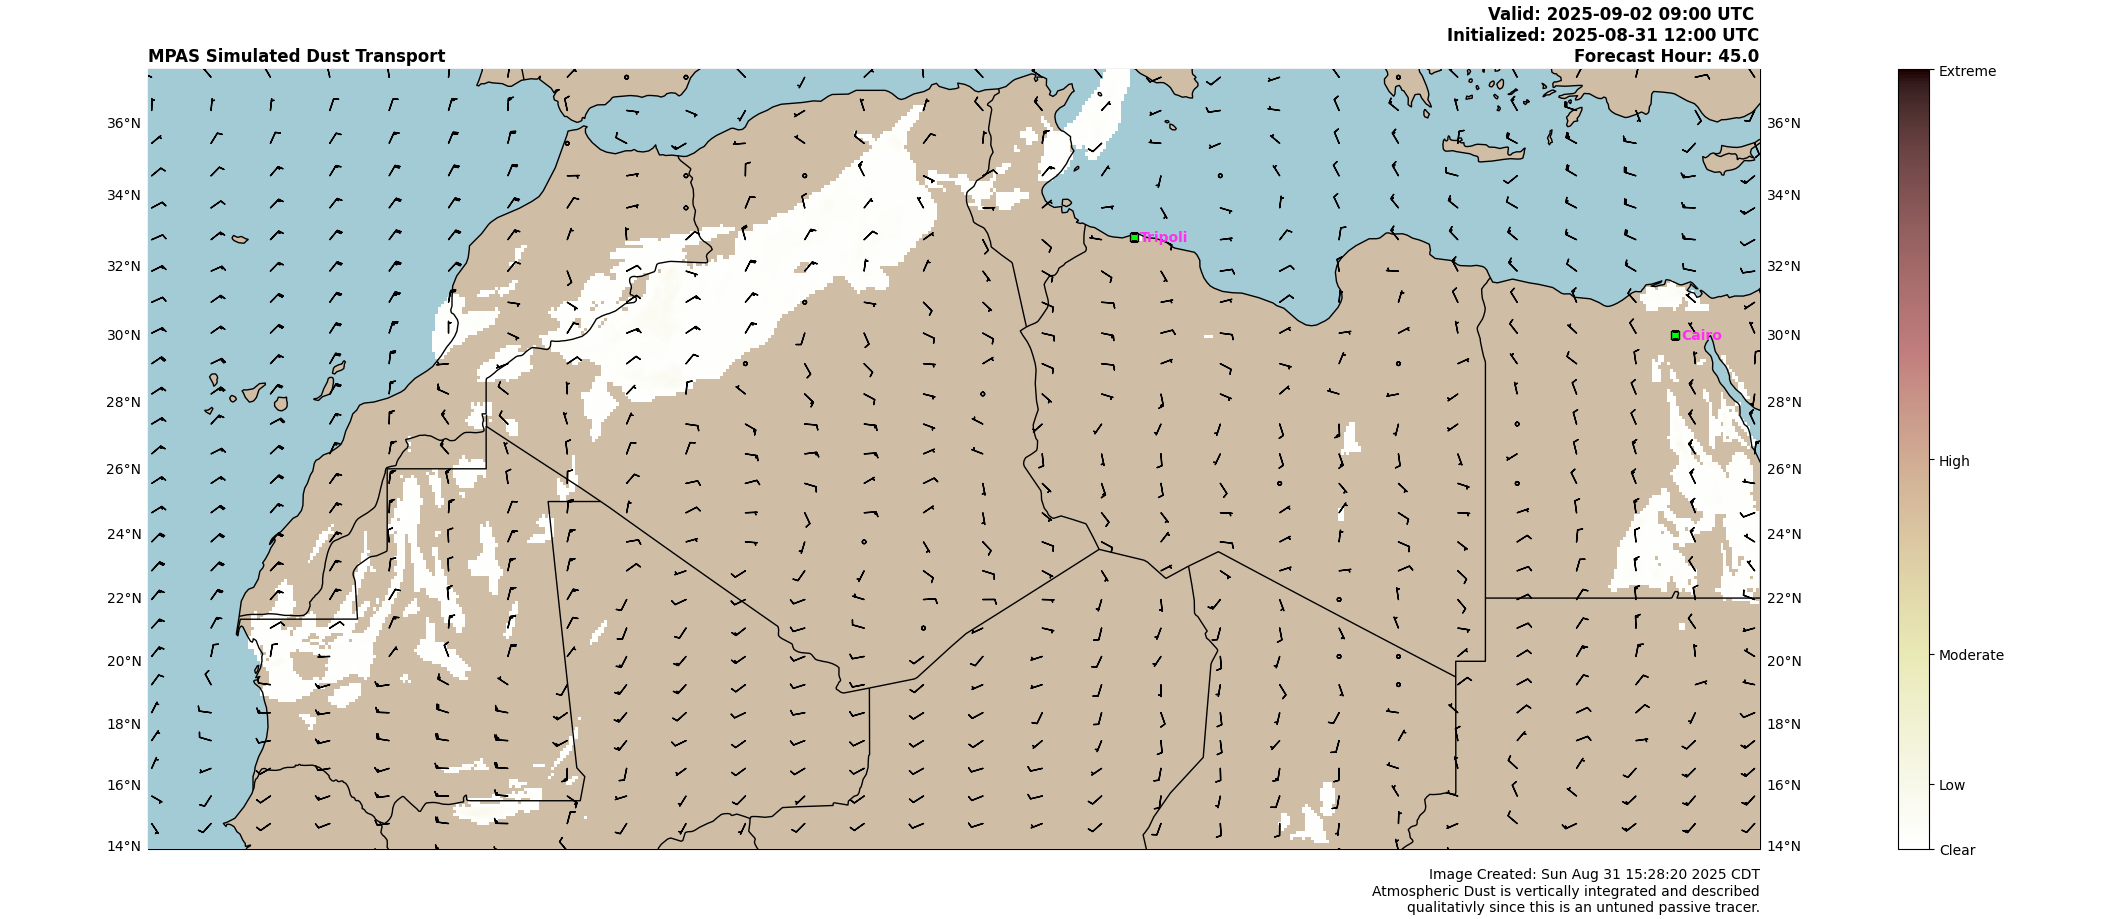 Valid: 2025-09-02 09:00 UTC
Initialized: 2025-08-31 12:00 UTC
MPAS Simulated Dust Transport
Forecast Hour: 45.0
Extreme
36°N
36°N
34°N
34°N
Tripoli
32°N
32°N
30°N
Cairo
30°N
28°N
28°N
26°N
26°N
High
24°N
24°N
22°N
22°N
20°N
20°N
Moderate
18°N
18°N
16°N
16°N
Low
14°N
14°N
Clear
Image Created: Sun Aug 31 15:28:20 2025 CDT
Atmospheric Dust is vertically integrated and described
qualitativly since this is an untuned passive tracer.